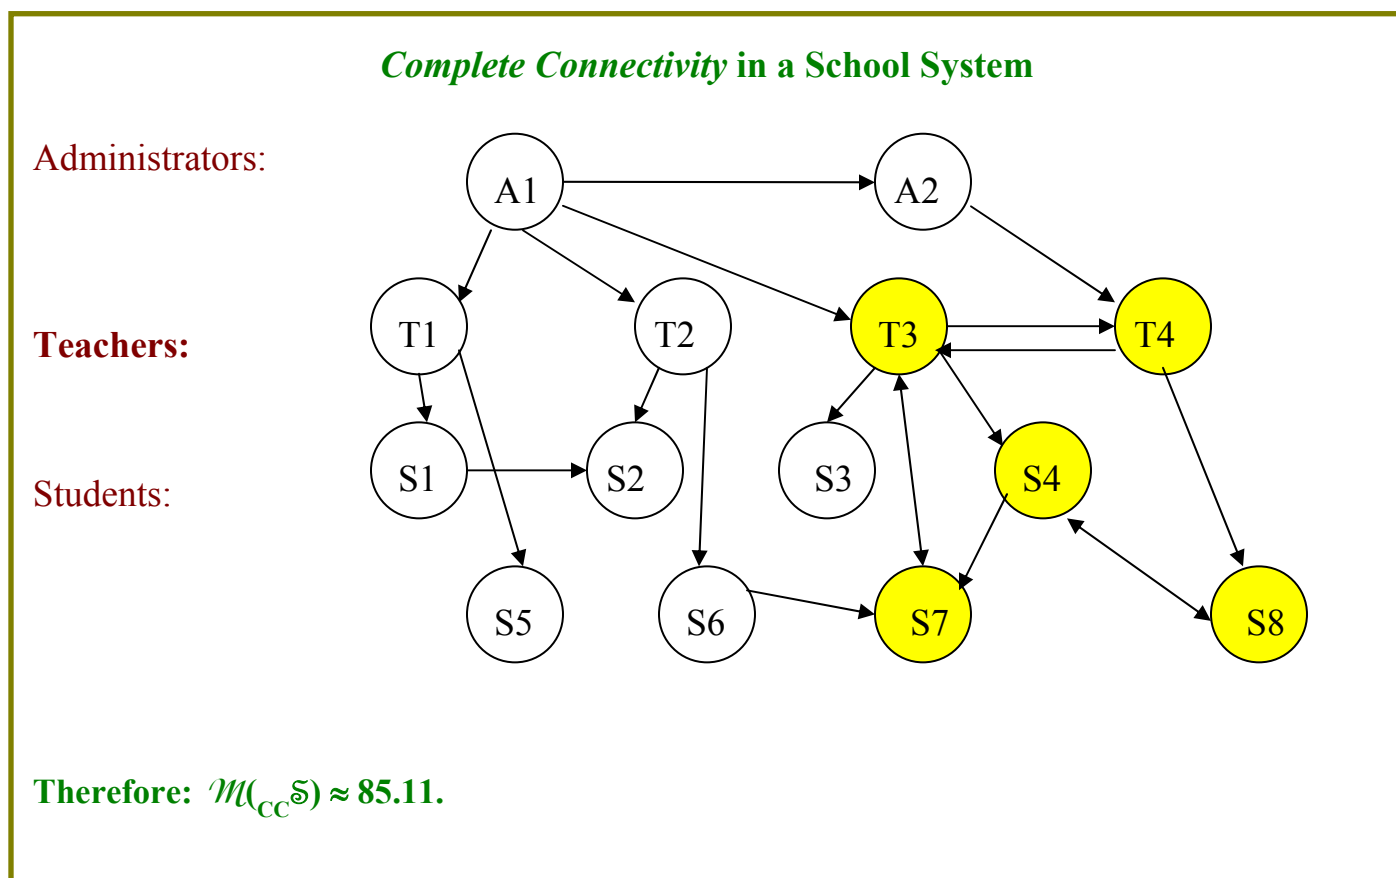 Complete Connectivity in a School System
Administrators:
A1
A2
Teachers:
T1
T2
T3
T4
Students:
S1
S2
S3
S4
S5
S6
S7
S8
Therefore: ℳ(CC𝕊) ≈ 85.11.